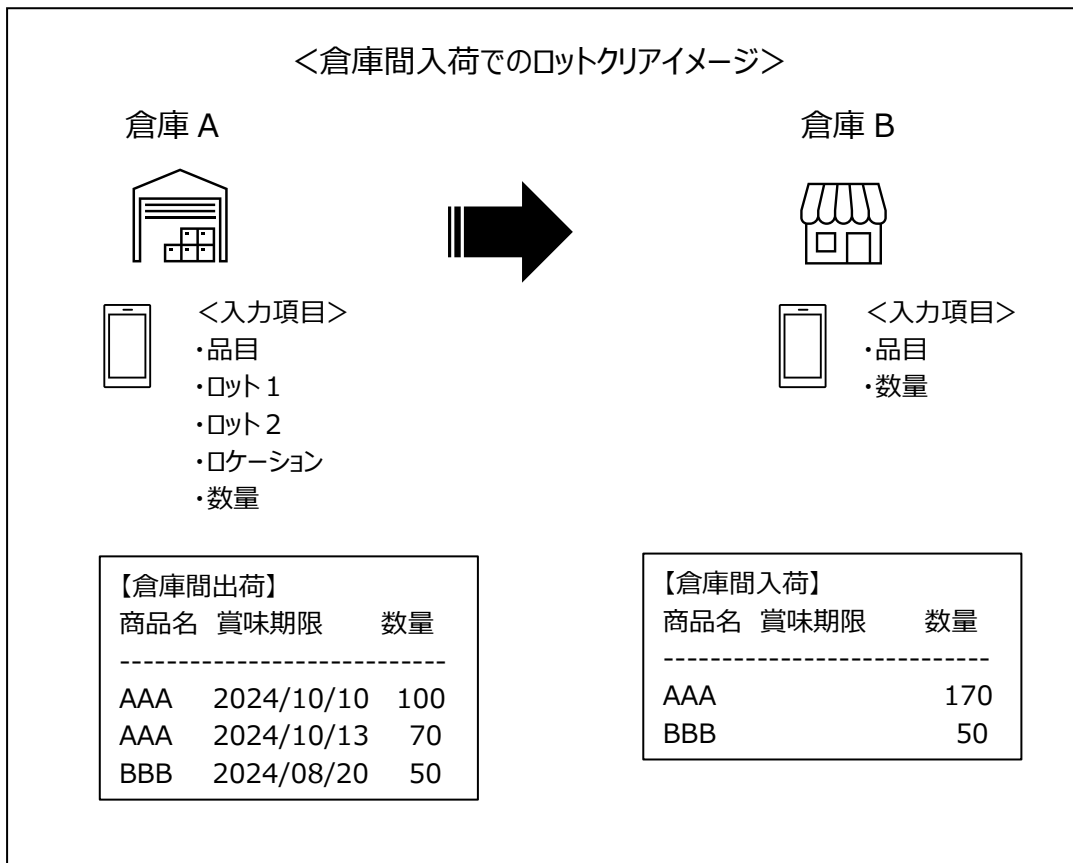 ＜倉庫間入荷でのロットクリアイメージ＞
倉庫 A
倉庫 B
＜入力項目＞
・品目
・ロット１
・ロット２
・ロケーション
・数量
＜入力項目＞
・品目
・数量
【倉庫間出荷】
商品名 賞味期限 数量
------------------------------
AAA 2024/10/10 100
AAA 2024/10/13 70
BBB 2024/08/20 50
【倉庫間入荷】
商品名 賞味期限 数量
------------------------------
AAA 170
BBB 50